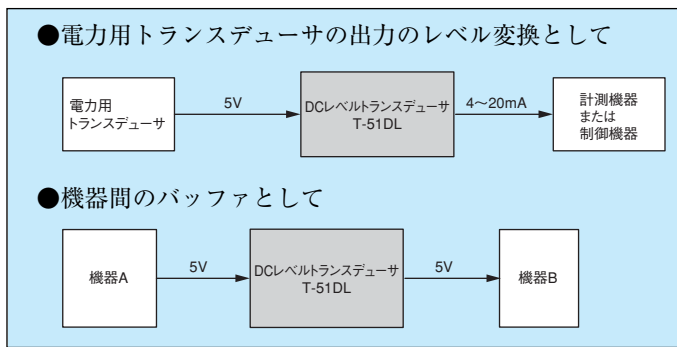 ●電力用トランスデューサの出力のレベル変換として
電力用
トランスデューサ
5V
DCレベルトランスデューサ
T-51DL
4〜20mA
計測機器
または
制御機器
●機器間のバッファとして
機器A
5V
DCレベルトランスデューサ
T-51DL
5V
機器B